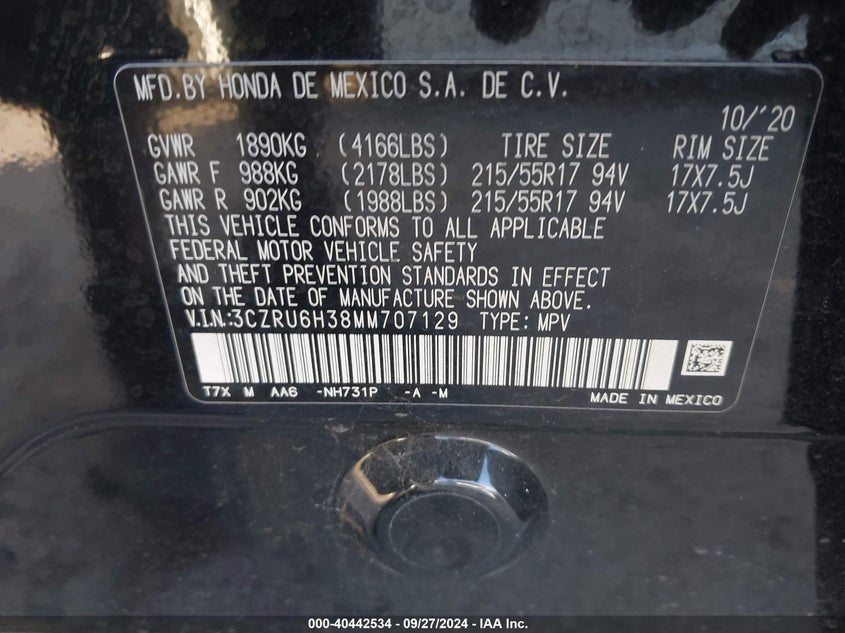 MFD.BY HONDA DE MEXICO S.A. DE C.V.
10/'20
GVWR 1890KG (4166LBS) TIRE SIZE RIM SIZE
GAWR F 988KG (2178LBS) 215/55R17 94V 17X7.5J
GAWR R 902KG (1988LBS) 215/55R17 94V 17X7.5J
THIS VEHICLE CONFORMS TO ALL APPLICABLE
FEDERAL MOTOR VEHICLE SAFETY
AND THEFT PREVENTION STANDARDS IN EFFECT
ON THE DATE OF MANUFACTURE SHOWN ABOVE.
V.I.N.:3CZRU6H38MM707129 TYPE: MPV
T7X M AA6 -NH731P -A -M MADE IN MEXICO
000-40442534 - 09/27/2024 - IAA Inc.